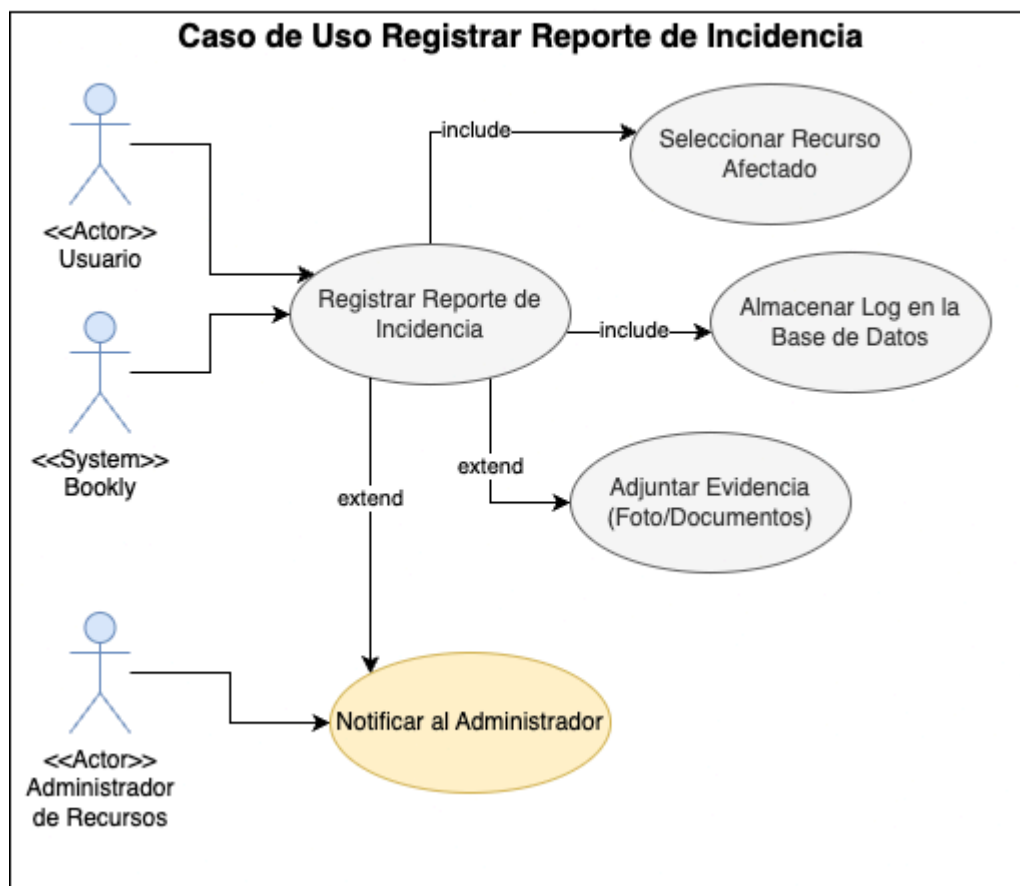 Caso de Uso Registrar Reporte de Incidencia
<<Actor>>
Usuario
<<System>>
Bookly
include
Seleccionar Recurso
Afectado
Registrar Reporte de
Incidencia
include
Almacenar Log en la
Base de Datos
extend
Adjuntar Evidencia
(Foto/Documentos)
extend
<<Actor>>
Administrador
de Recursos
Notificar al Administrador